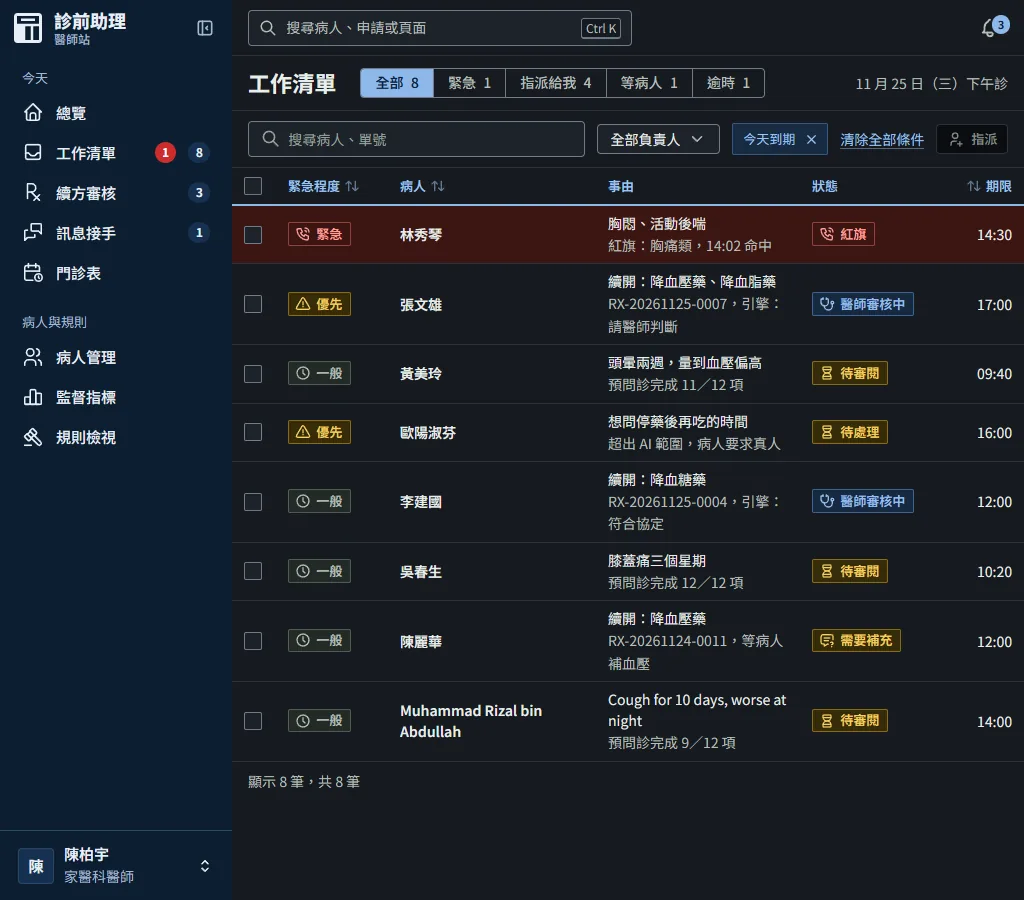 診前助理
醫師站
今天
總覽
工作清單 1 8
續方審核 3
訊息接手 1
門診表
病人與規則
病人管理
監督指標
規則檢視
陳 陳柏宇
家醫科醫師
搜尋病人、申請或頁面 Ctrl K
3
工作清單 全部 8 緊急 1 指派給我 4 等病人 1 逾時 1 11 月 25 日（三）下午診
搜尋病人、單號 全部負責人 今天到期 清除全部條件 指派
緊急程度 病人 事由 狀態 期限
緊急 林秀琴 胸悶、活動後喘 紅旗 14:30
紅旗：胸痛類，14:02 命中
優先 張文雄 續開：降血壓藥、降血脂藥 醫師審核中 17:00
RX-20261125-0007，引擎：
請醫師判斷
一般 黃美玲 頭暈兩週，量到血壓偏高 待審閱 09:40
預問診完成 11／12 項
優先 歐陽淑芬 想問停藥後再吃的時間 待處理 16:00
超出 AI 範圍，病人要求真人
一般 李建國 續開：降血糖藥 醫師審核中 12:00
RX-20261125-0004，引擎：
符合協定
一般 吳春生 膝蓋痛三個星期 待審閱 10:20
預問診完成 12／12 項
一般 陳麗華 續開：降血壓藥 需要補充 12:00
RX-20261124-0011，等病人
補血壓
一般 Muhammad Rizal bin Cough for 10 days, worse at 待審閱 14:00
Abdullah night
預問診完成 9／12 項
顯示 8 筆，共 8 筆